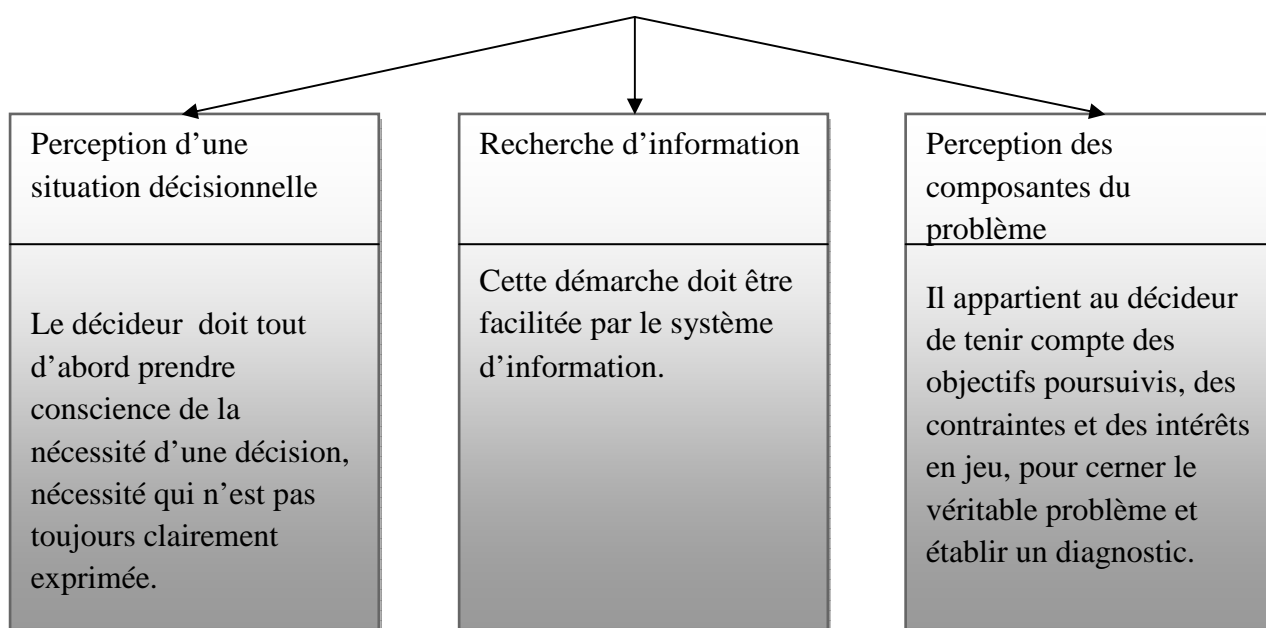 Perception d’une
situation décisionnelle
Le décideur doit tout
d’abord prendre
conscience de la
nécessité d’une décision,
nécessité qui n’est pas
toujours clairement
exprimée.
Recherche d’information
Cette démarche doit être
facilitée par le système
d’information.
Perception des
composantes du
problème
Il appartient au décideur
de tenir compte des
objectifs poursuivis, des
contraintes et des intérêts
en jeu, pour cerner le
véritable problème et
établir un diagnostic.